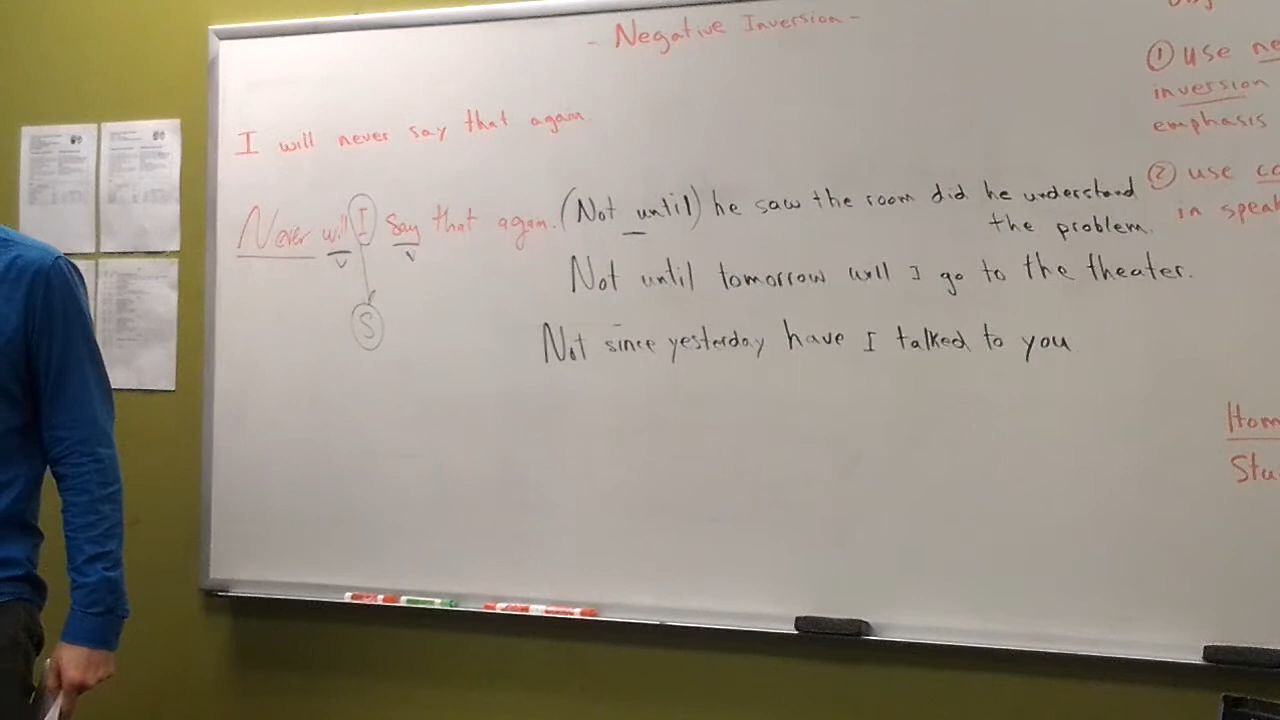 - Negative Inversion -
I will never say that again.
Never will I say that again.
V V
S
(Not until) he saw the room did he understand
the problem.
Not until tomorrow will I go to the theater.
Not since yesterday have I talked to you
① use
inversion
emphasis
② use
in